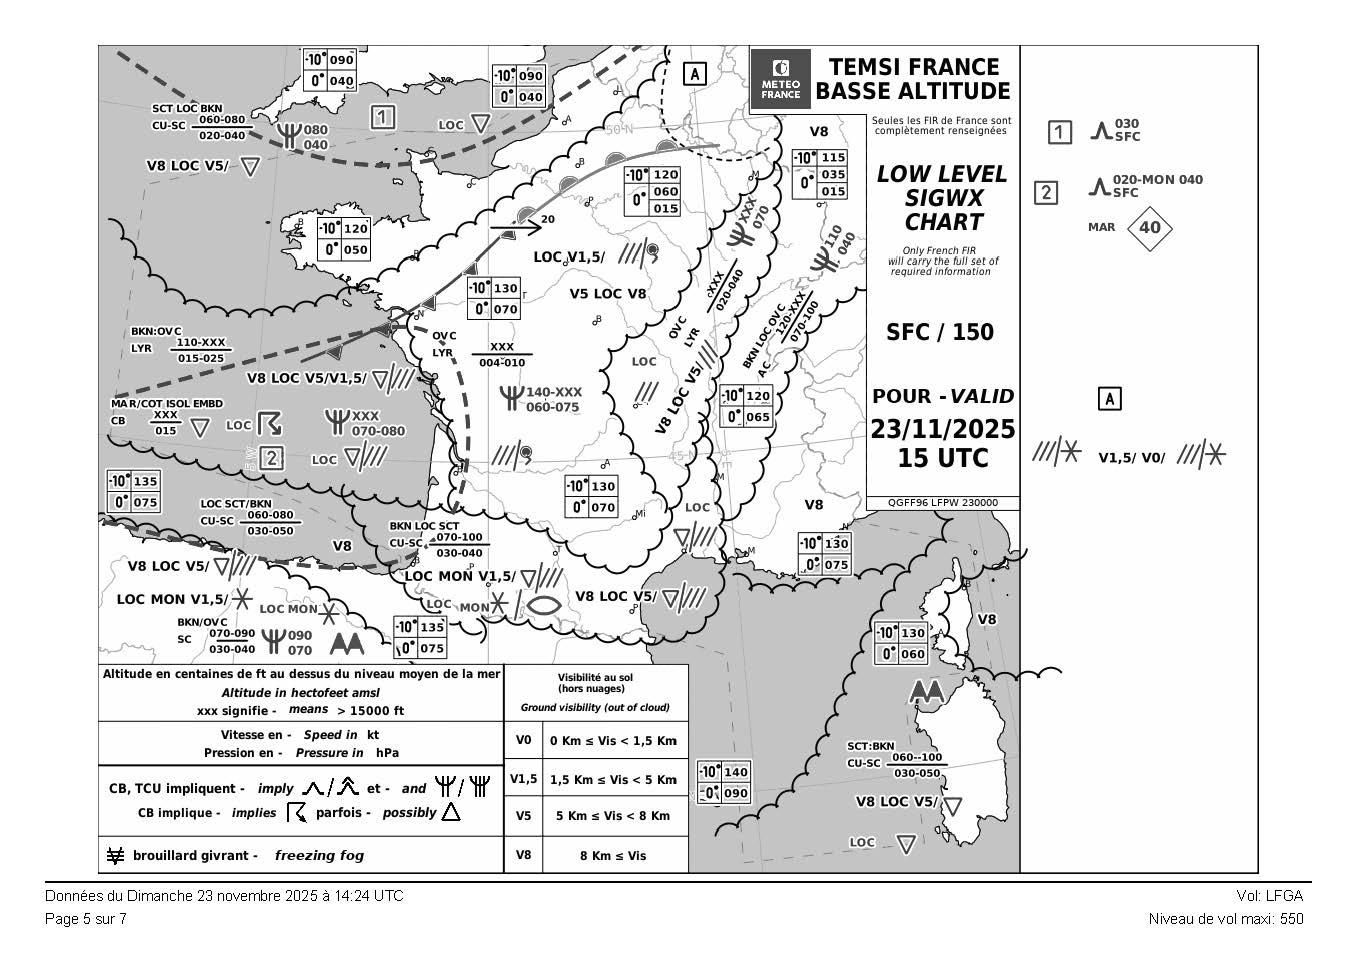 -10° 090
0° 040
-10° 090
0° 040
A
METEO
FRANCE
TEMSI FRANCE
BASSE ALTITUDE
Seules les FIR de France sont
complètement renseignées
LOW LEVEL
SIGWX
CHART
Only French FIR
will carry the full set of
required information
SFC / 150
POUR - VALID
23/11/2025
15 UTC
QGFF96 LFPW 230000
SCT LOC BKN
CU-SC 060-080
020-040
V8 LOC V5/
080
040
1
LOC
50 N
-10° 120
0° 050
-10° 120
0° 060
015
20
V8
-10° 115
0° 035
015
XXX
070
110
040
LOC V1,5/
V5 LOC V8
-10° 130
0° 070
OVC
LYR
XXX
020-040
BKN LOC OVC
AC
120-XXX
070-100
BKN:OVC
LYR
110-XXX
015-025
V8 LOC V5/V1,5/
OVC
LYR
XXX
004-010
140-XXX
060-075
LOC
V8 LOC V5/
-10° 120
0° 065
MAR/COT ISOL EMBD
CB XXX
015
LOC
XXX
070-080
2
LOC
45 N
-10° 135
0° 075
LOC SCT/BKN
CU-SC 060-080
030-050
V8
-10° 130
0° 070
LOC
V8
-10° 130
0° 075
BKN LOC SCT
CU-SC 070-100
030-040
V8 LOC V5/
LOC MON V1,5/
LOC MON V1,5/
LOC MON
LOC MON
V8 LOC V5/
BKN/OVC
SC 070-090
030-040
090
070
-10° 135
0° 075
V8
-10° 130
0° 060
-10° 140
0° 090
SCT:BKN
CU-SC 060--100
030-050
V8 LOC V5/
LOC
1 030
SFC
2 020-MON 040
SFC
MAR 40
A
V1,5/ V0/
Altitude en centaines de ft au dessus du niveau moyen de la mer
Altitude in hectofeet amsl
xxx signifie - means > 15000 ft
Vitesse en - Speed in kt
Pression en - Pressure in hPa
CB, TCU impliquent - imply / et - and /
CB implique - implies parfois - possibly
brouillard givrant - freezing fog
Visibilité au sol
(hors nuages)
Ground visibility (out of cloud)
V0 0 Km ≤ Vis < 1,5 Km
V1,5 1,5 Km ≤ Vis < 5 Km
V5 5 Km ≤ Vis < 8 Km
V8 8 Km ≤ Vis
Données du Dimanche 23 novembre 2025 à 14:24 UTC
Vol: LFGA
Page 5 sur 7
Niveau de vol maxi: 550